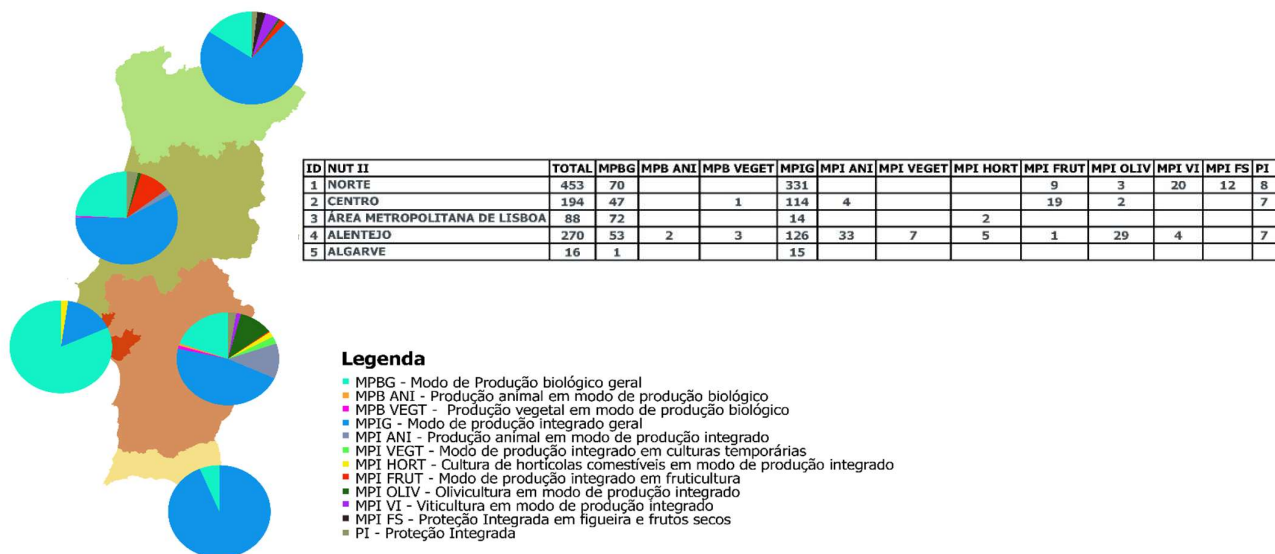 ID NUT II TOTAL MPBG MPB ANI MPB VEGET MPIG MPI ANI MPI VEGET MPI HORT MPI FRUT MPI OLIV MPI VI MPI FS PI
1 NORTE 453 70 331 9 3 20 12 8
2 CENTRO 194 47 1 114 4 19 2 7
3 ÁREA METROPOLITANA DE LISBOA 88 72 14 2
4 ALENTEJO 270 53 2 3 126 33 7 5 1 29 4 7
5 ALGARVE 16 1 15
Legenda
MPBG - Modo de Produção biológico geral
MPB ANI - Produção animal em modo de produção biológico
MPB VEGT - Produção vegetal em modo de produção biológico
MPIG - Modo de produção integrado geral
MPI ANI - Produção animal em modo de produção integrado
MPI VEGT - Modo de produção integrado em culturas temporárias
MPI HORT - Cultura de hortícolas comestíveis em modo de produção integrado
MPI FRUT - Modo de produção integrado em fruticultura
MPI OLIV - Olivicultura em modo de produção integrado
MPI VI - Viticultura em modo de produção integrado
MPI FS - Proteção Integrada em figueira e frutos secos
PI - Proteção Integrada